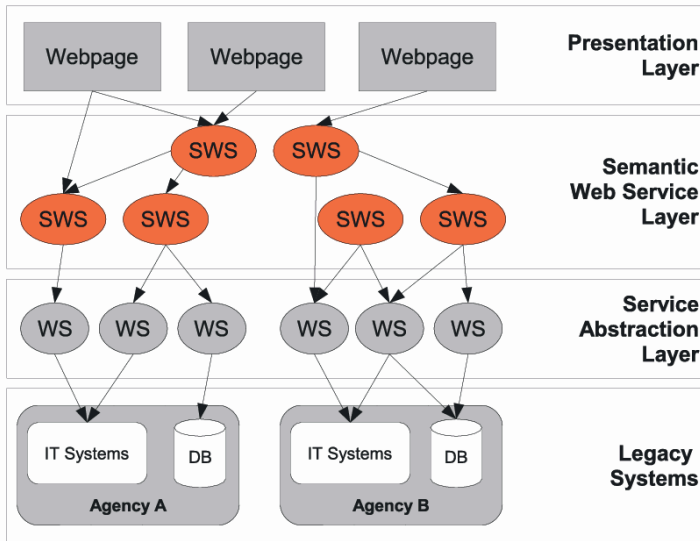 Webpage
Webpage
Webpage
Presentation
Layer
SWS
SWS
SWS
SWS
SWS
SWS
Semantic
Web Service
Layer
WS
WS
WS
WS
WS
WS
Service
Abstraction
Layer
IT Systems
DB
Agency A
IT Systems
DB
Agency B
Legacy
Systems